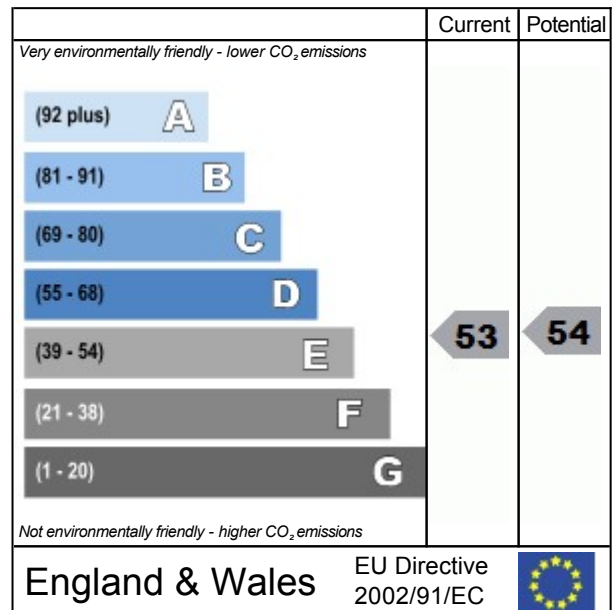 Current Potential
Very environmentally friendly - lower CO₂ emissions
(92 plus) A
(81 - 91) B
(69 - 80) C
(55 - 68) D
(39 - 54) E
53 54
(21 - 38) F
(1 - 20) G
Not environmentally friendly - higher CO₂ emissions
England & Wales
EU Directive
2002/91/EC